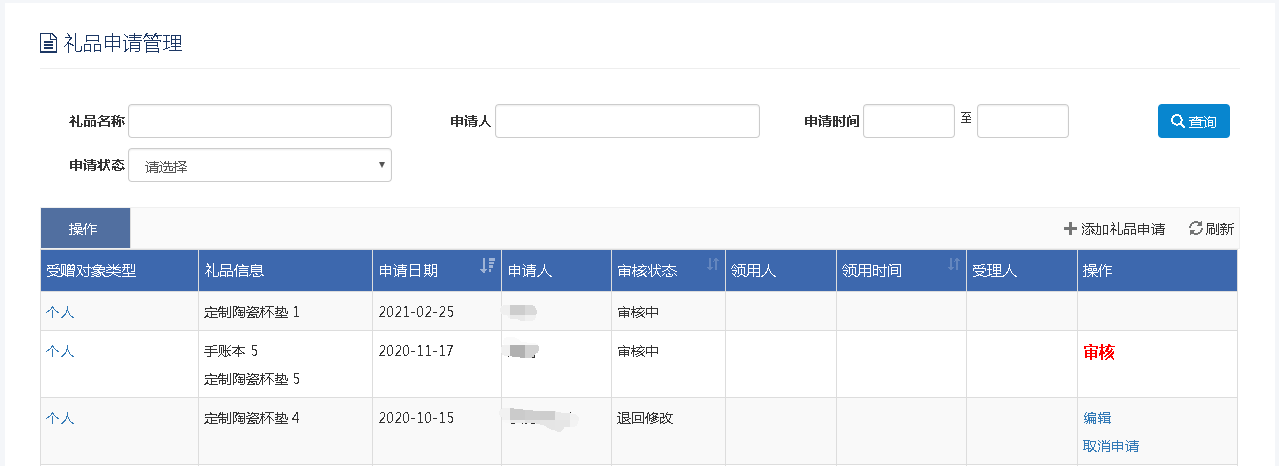 礼品申请管理
礼品名称 申请人 申请时间 至 查询
申请状态 请选择
操作 添加礼品申请 刷新
受赠对象类型 礼品信息 申请日期 申请人 审核状态 领用人 领用时间 受理人 操作
个人 定制陶瓷杯垫 1 2021-02-25 审核中
个人 手账本 5 2020-11-17 审核中 审核
定制陶瓷杯垫 5
个人 定制陶瓷杯垫 4 2020-10-15 退回修改 编辑
取消申请